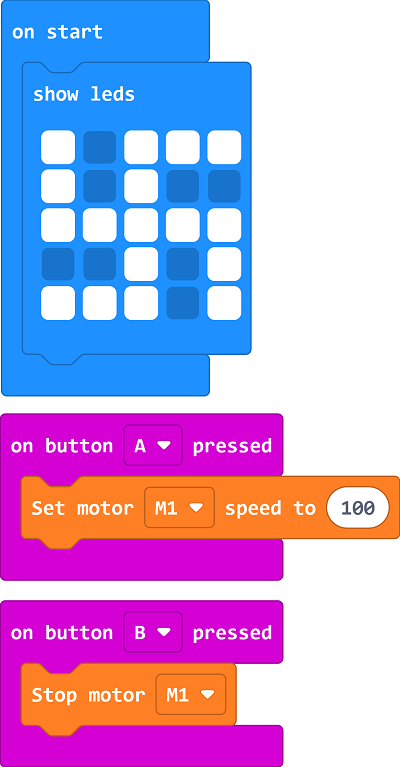 on start
show leds
on button A pressed
Set motor M1 speed to 100
on button B pressed
Stop motor M1